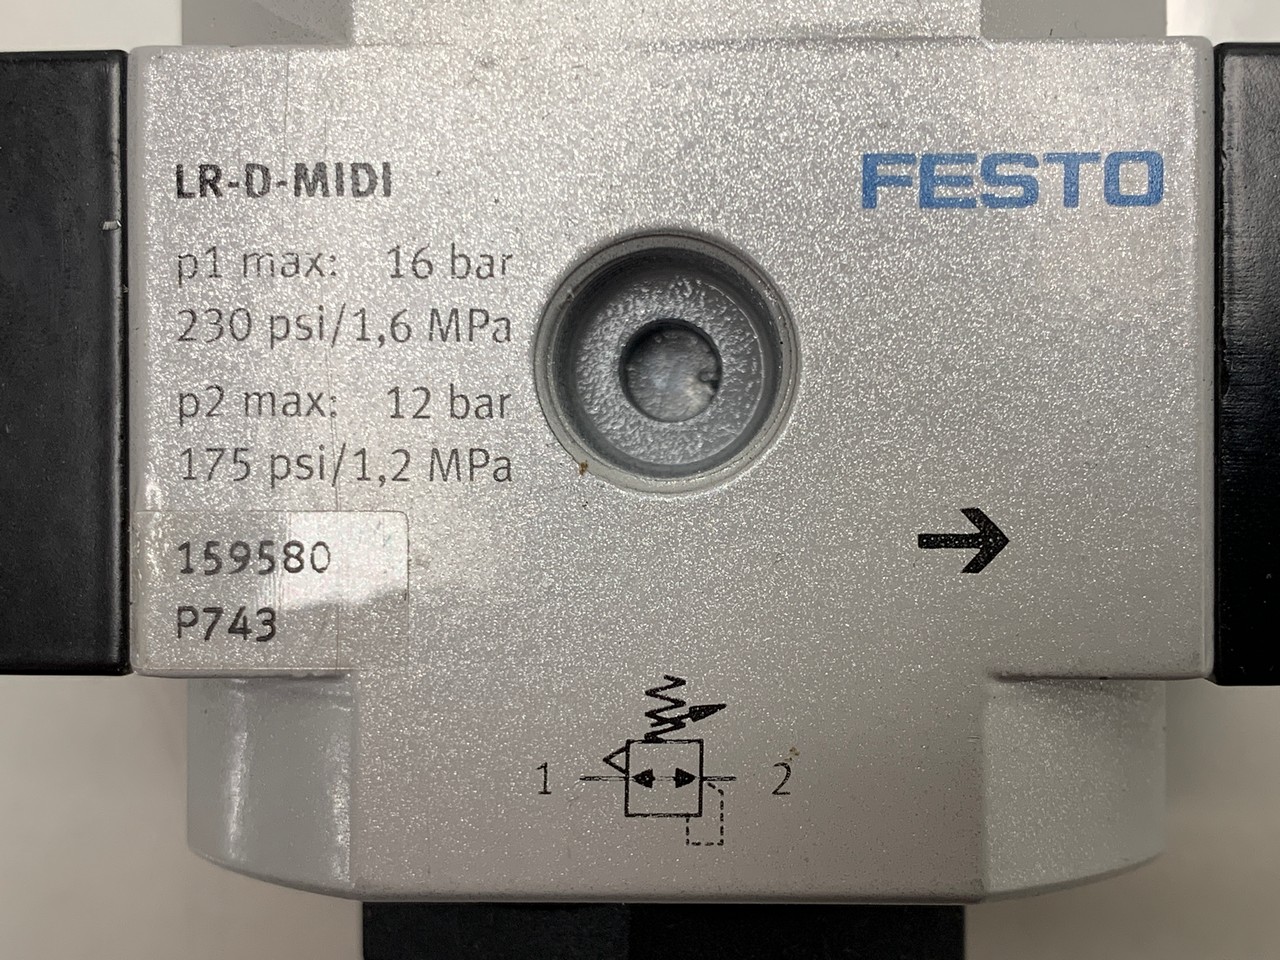 LR-D-MIDI
FESTO
p1 max: 16 bar
230 psi/1,6 MPa
p2 max: 12 bar
175 psi/1,2 MPa
159580
P743
1 2